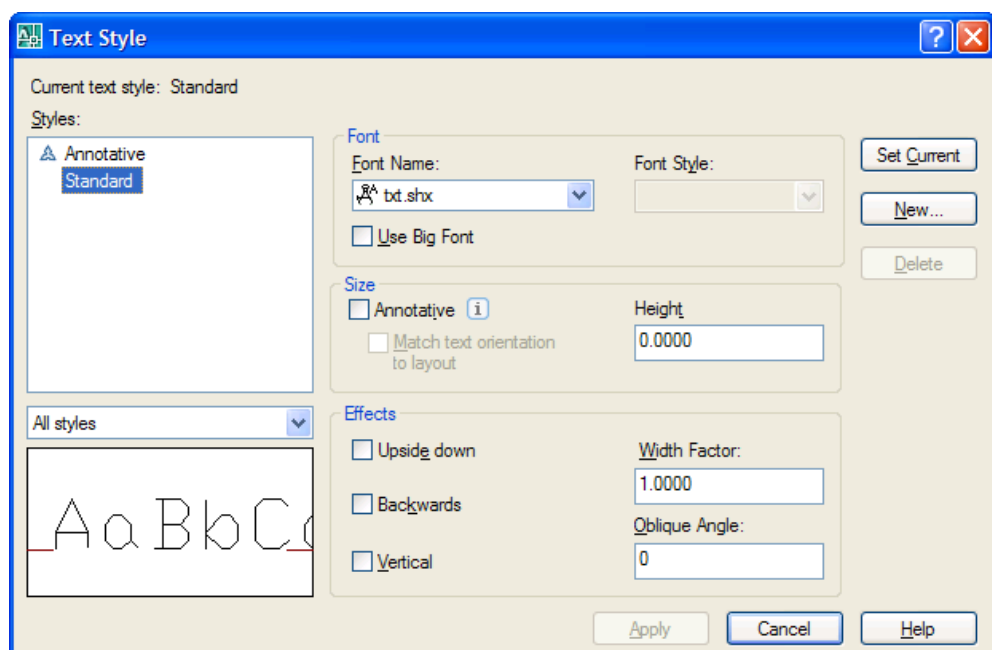 Text Style
Current text style: Standard
Styles:
Annotative
Standard
All styles
AaBbC
Font
Font Name:
txt.shx
Use Big Font
Font Style:
Size
Annotative
Match text orientation
to layout
Height
0.0000
Effects
Upside down
Backwards
Vertical
Width Factor:
1.0000
Oblique Angle:
0
Set Current
New...
Delete
Apply
Cancel
Help